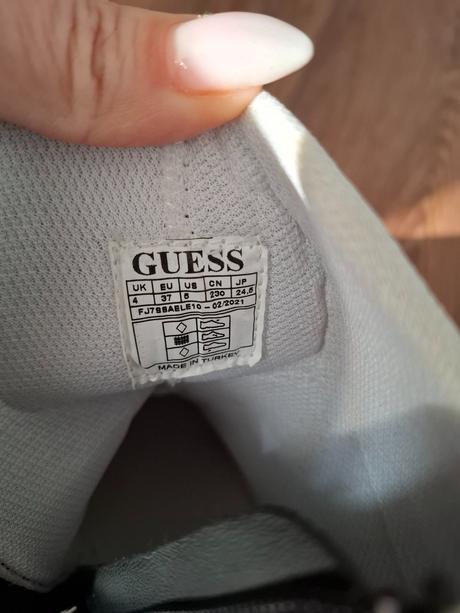 GUESS
UK EU US CN JP
4 37 6 230 24,5
FJ7SBAELE10 - 02/2021
MADE IN TURKEY